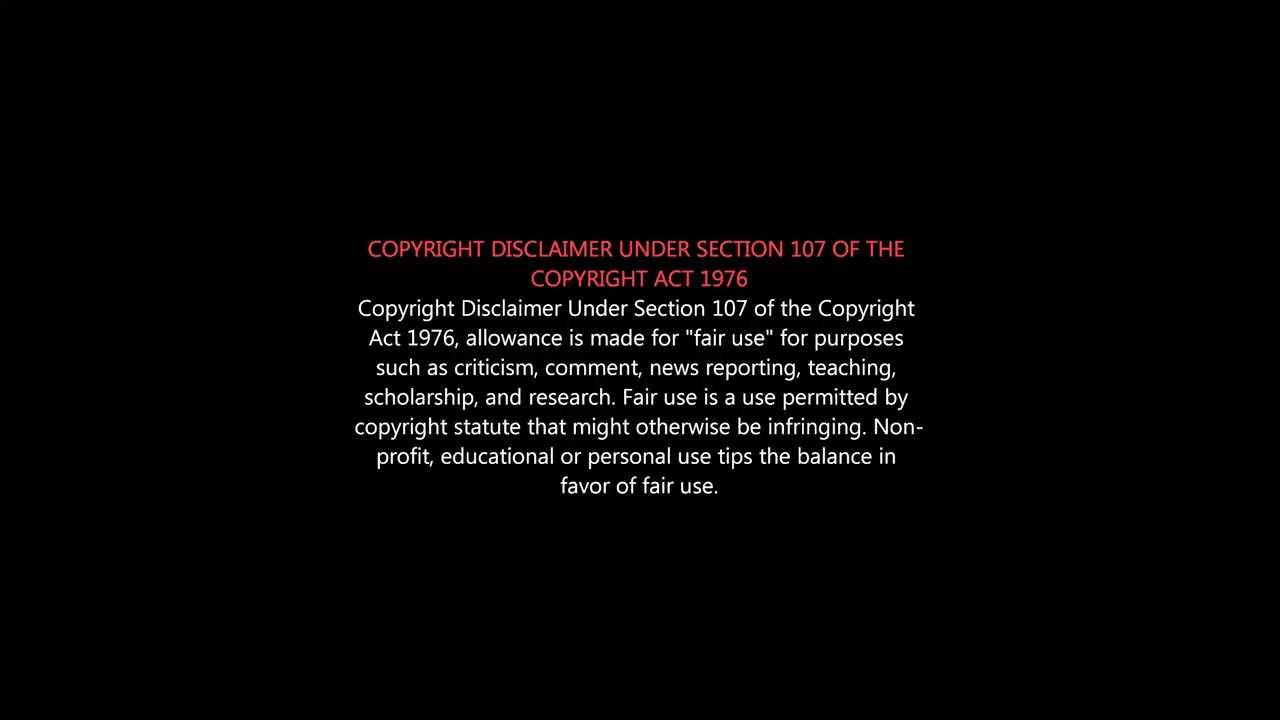 COPYRIGHT DISCLAIMER UNDER SECTION 107 OF THE
COPYRIGHT ACT 1976
Copyright Disclaimer Under Section 107 of the Copyright
Act 1976, allowance is made for "fair use" for purposes
such as criticism, comment, news reporting, teaching,
scholarship, and research. Fair use is a use permitted by
copyright statute that might otherwise be infringing. Non-
profit, educational or personal use tips the balance in
favor of fair use.